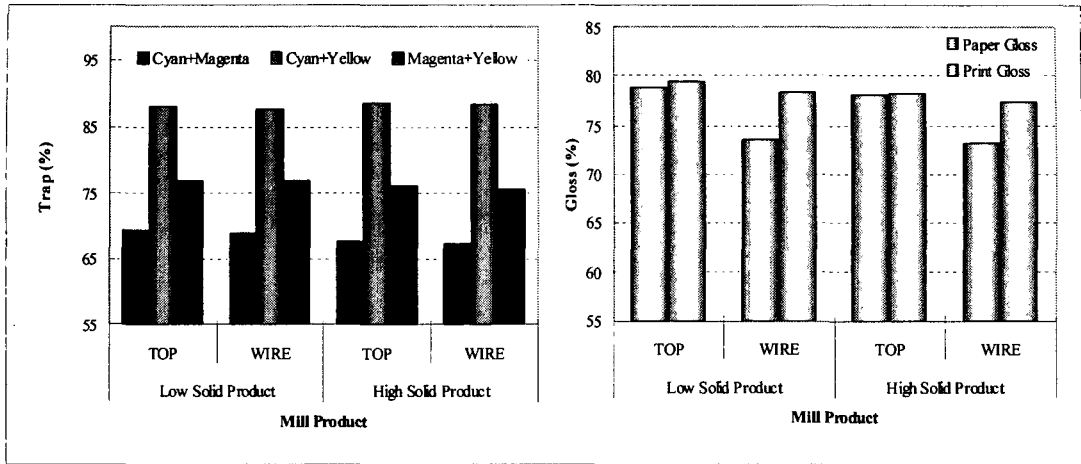 Cyan+Magenta Cyan+Yellow Magenta+Yellow
95
85
75
65
55
Trap (%)
TOP WIRE TOP WIRE
Low Solid Product High Solid Product
Mill Product
Paper Gloss
Print Gloss
85
80
75
70
65
60
55
Gloss (%)
TOP WIRE TOP WIRE
Low Solid Product High Solid Product
Mill Product